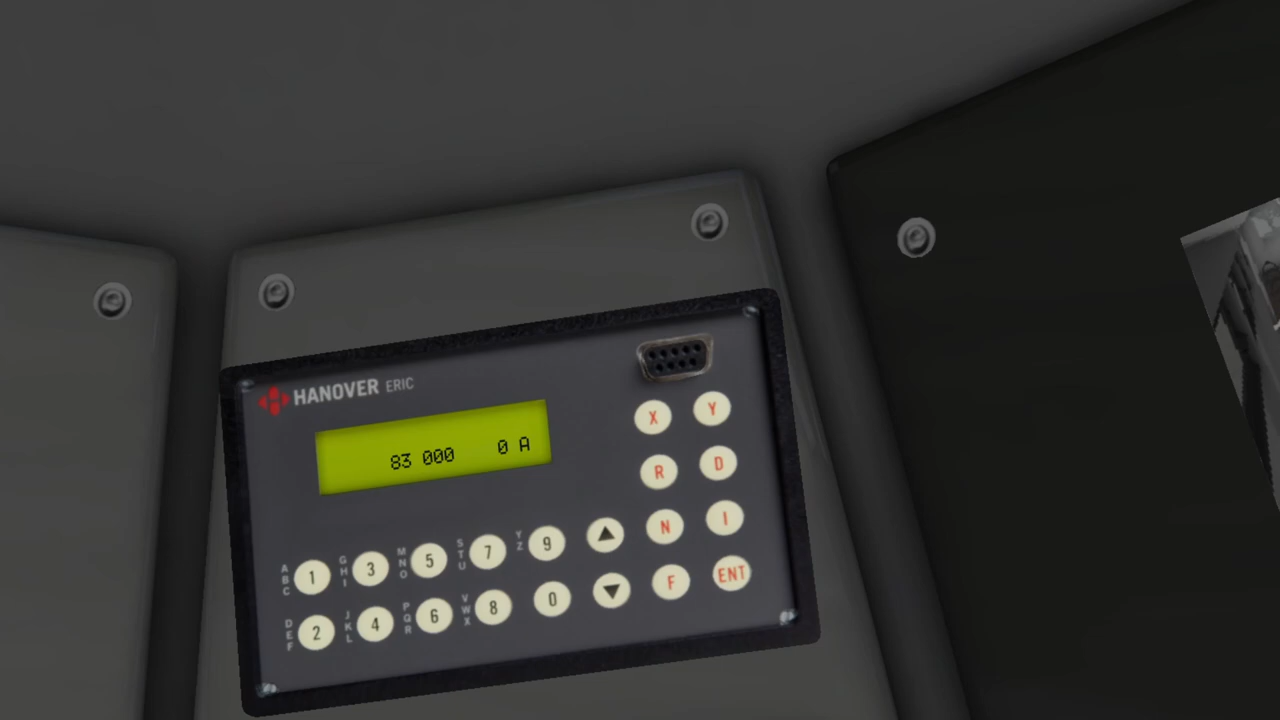 HANOVER ERIC
83 000 0 A
X Y
R D
N I
F ENT
ABC 1 GHI 3 MNO 5 STU 7 YZ 9
DEF 2 JKL 4 PQR 6 VWX 8 0